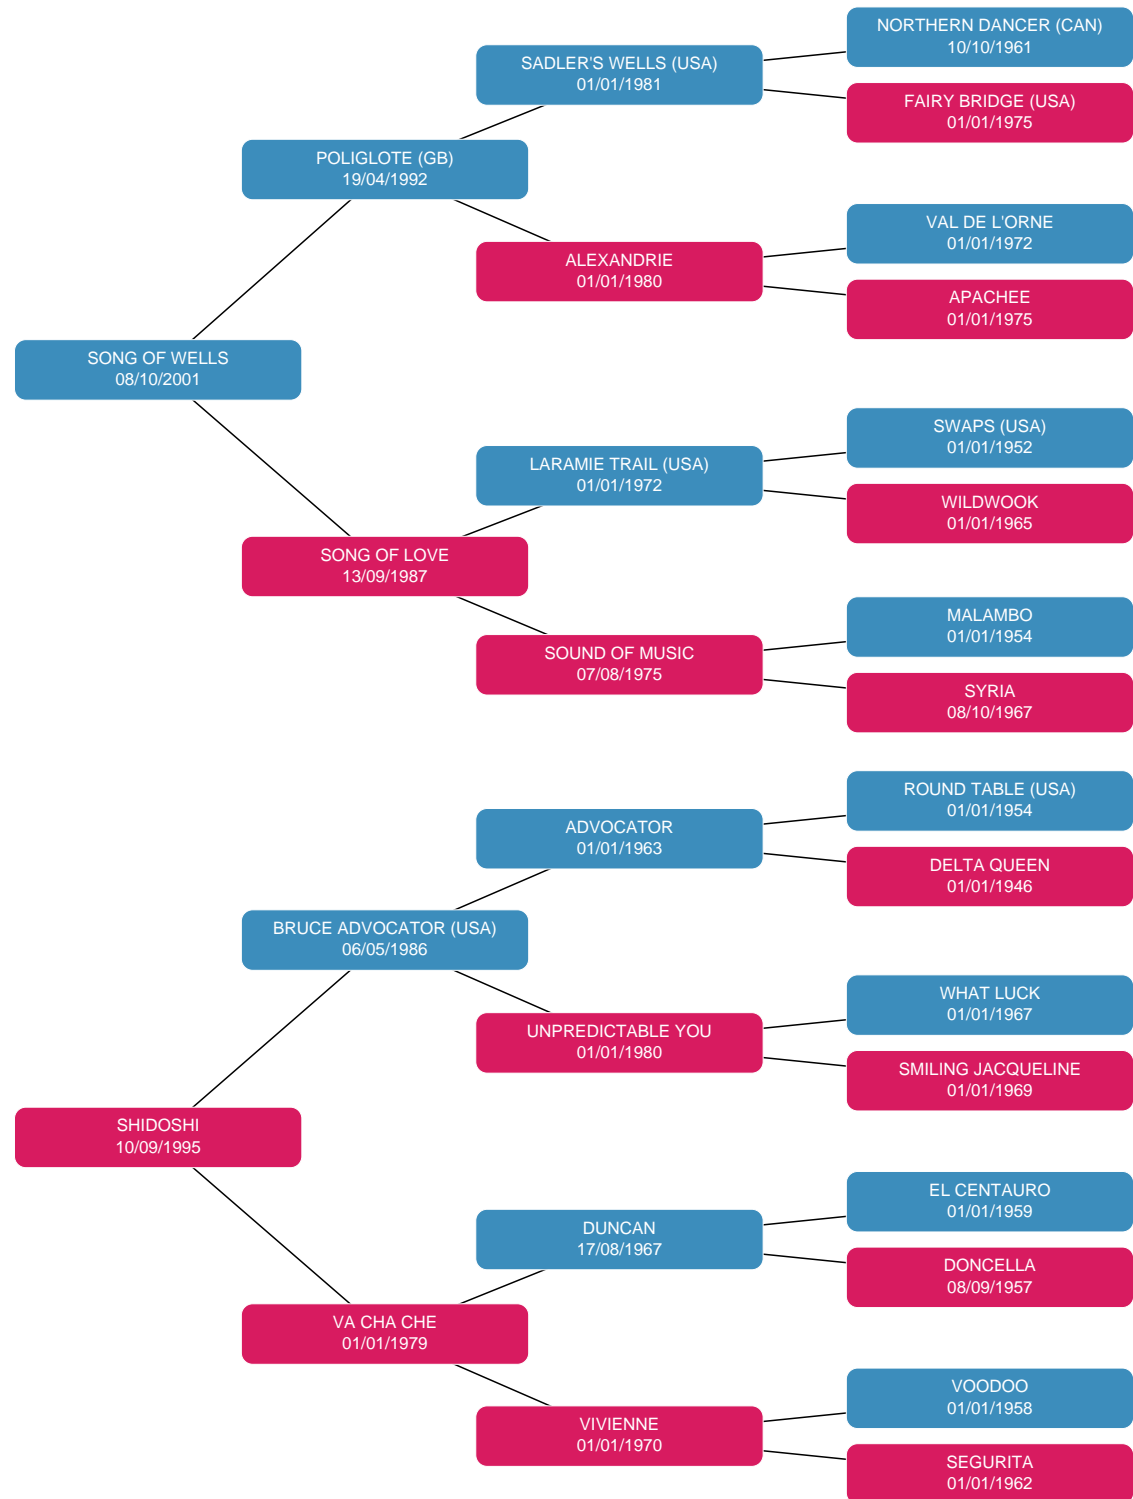 NORTHERN DANCER (CAN)
10/10/1961
SADLER'S WELLS (USA)
01/01/1981
FAIRY BRIDGE (USA)
01/01/1975
POLIGLOTE (GB)
19/04/1992
VAL DE L'ORNE
01/01/1972
ALEXANDRIE
01/01/1980
APACHEE
01/01/1975
SONG OF WELLS
08/10/2001
SWAPS (USA)
01/01/1952
LARAMIE TRAIL (USA)
01/01/1972
WILDWOOK
01/01/1965
SONG OF LOVE
13/09/1987
MALAMBO
01/01/1954
SOUND OF MUSIC
07/08/1975
SYRIA
08/10/1967
ROUND TABLE (USA)
01/01/1954
ADVOCATOR
01/01/1963
DELTA QUEEN
01/01/1946
BRUCE ADVOCATOR (USA)
06/05/1986
WHAT LUCK
01/01/1967
UNPREDICTABLE YOU
01/01/1980
SMILING JACQUELINE
01/01/1969
SHIDOSHI
10/09/1995
EL CENTAURO
01/01/1959
DUNCAN
17/08/1967
DONCELLA
08/09/1957
VA CHA CHE
01/01/1979
VOODOO
01/01/1958
VIVIENNE
01/01/1970
SEGURITA
01/01/1962